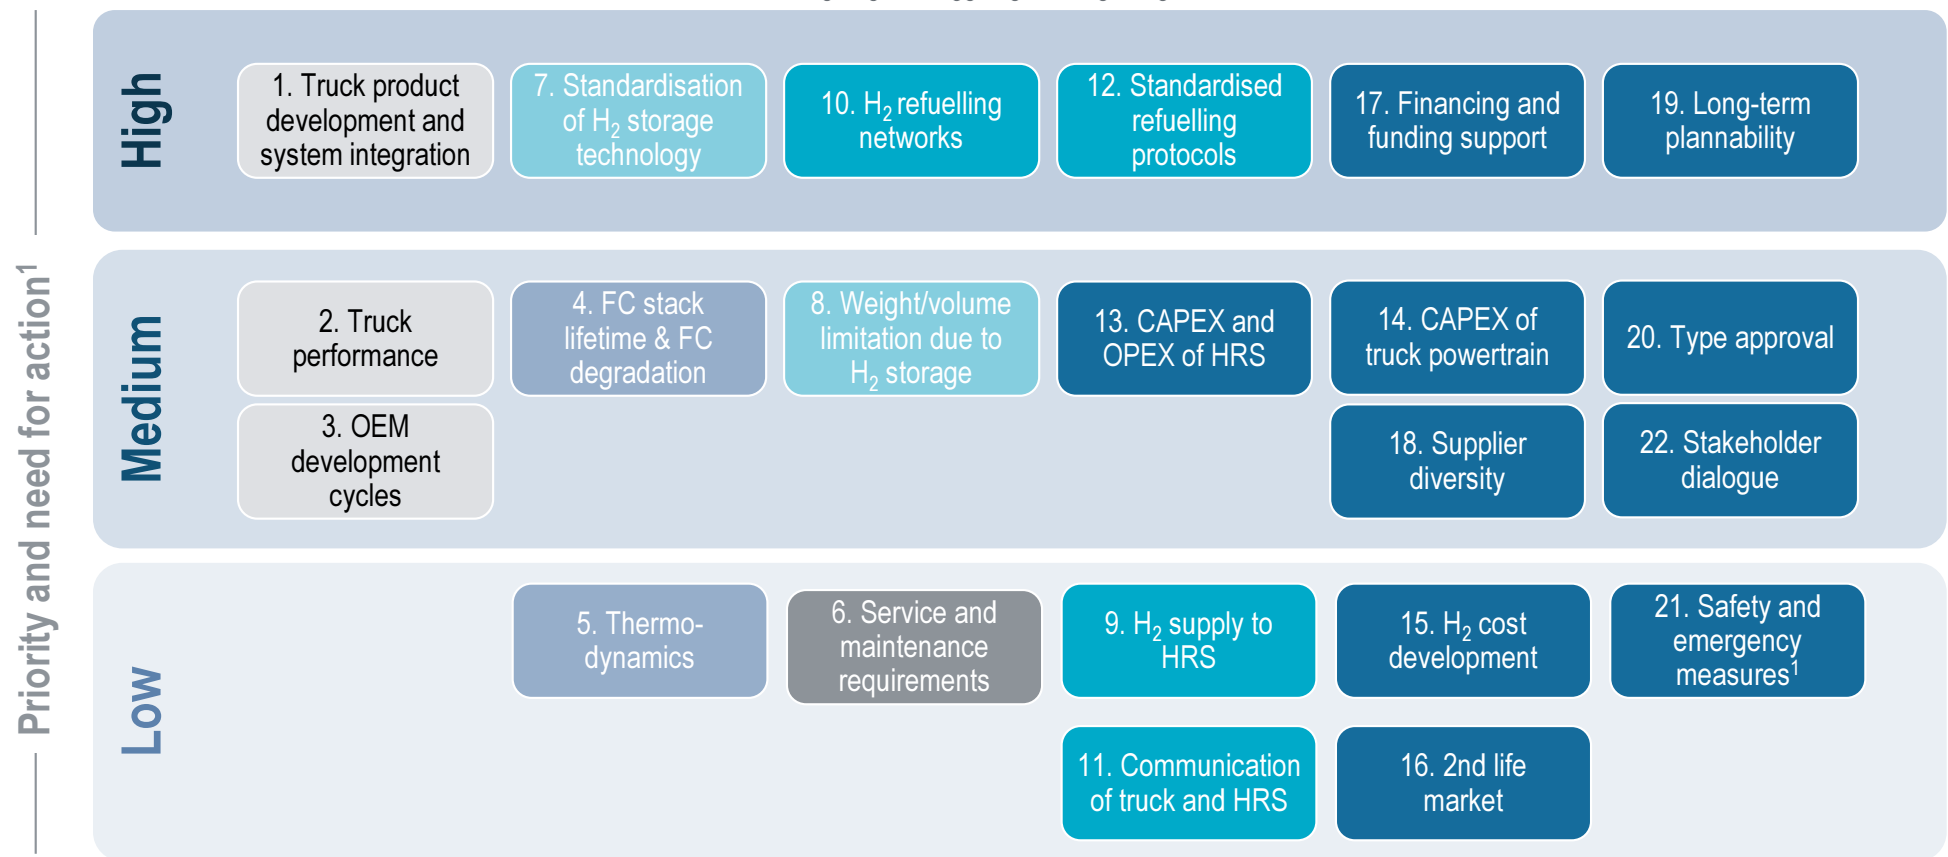 Priority and need for action¹
High
1. Truck product
development and
system integration
7. Standardisation
of H₂ storage
technology
10. H₂ refuelling
networks
12. Standardised
refuelling
protocols
17. Financing and
funding support
19. Long-term
plannability
Medium
2. Truck
performance
4. FC stack
lifetime & FC
degradation
8. Weight/volume
limitation due to
H₂ storage
13. CAPEX and
OPEX of HRS
14. CAPEX of
truck powertrain
20. Type approval
3. OEM
development
cycles
18. Supplier
diversity
22. Stakeholder
dialogue
Low
5. Thermo-
dynamics
6. Service and
maintenance
requirements
9. H₂ supply to
HRS
15. H₂ cost
development
21. Safety and
emergency
measures¹
11. Communication
of truck and HRS
16. 2nd life
market